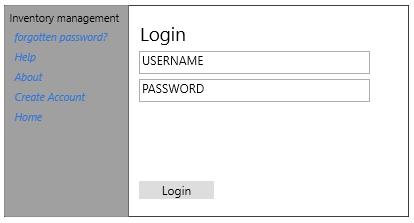 Inventory management
forgotten password?
Help
About
Create Account
Home
Login
USERNAME
PASSWORD
Login